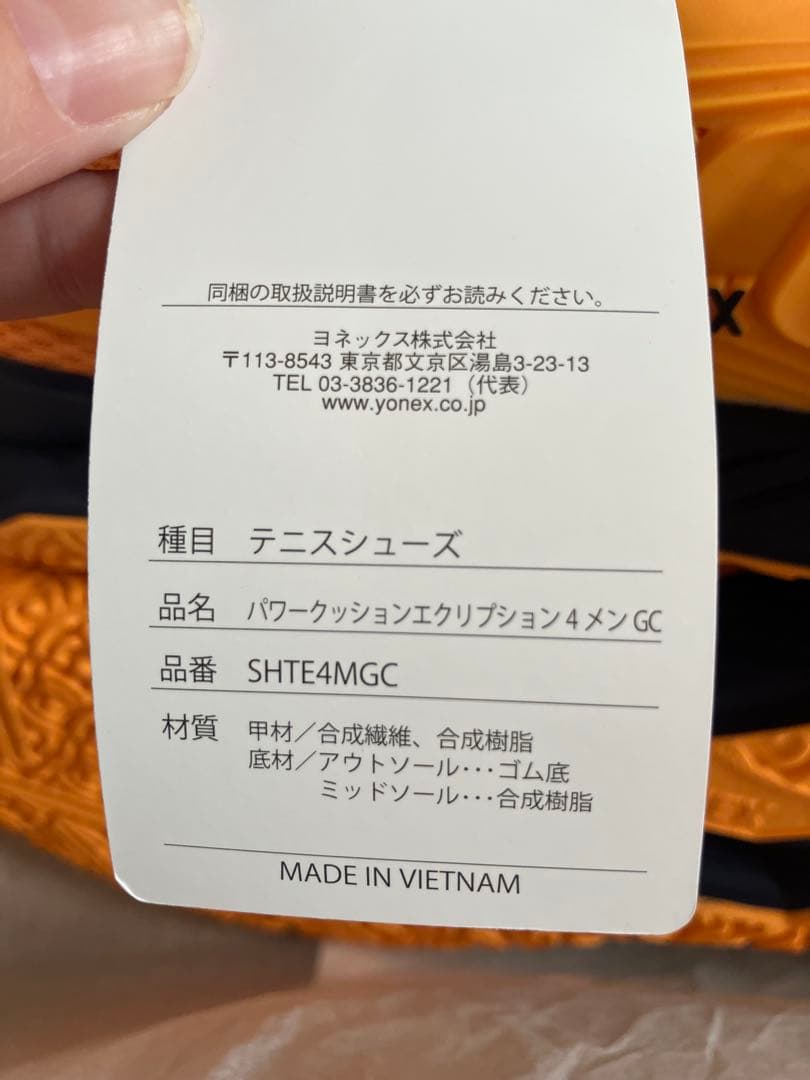 同梱の取扱説明書を必ずお読みください。
ヨネックス株式会社
〒113-8543 東京都文京区湯島3-23-13
TEL 03-3836-1221（代表）
www.yonex.co.jp
種目 テニスシューズ
品名 パワークッションエクリプション 4 メン GC
品番 SHTE4MGC
材質 甲材／合成繊維、合成樹脂
底材／アウトソール･･･ゴム底
ミッドソール･･･合成樹脂
MADE IN VIETNAM
X